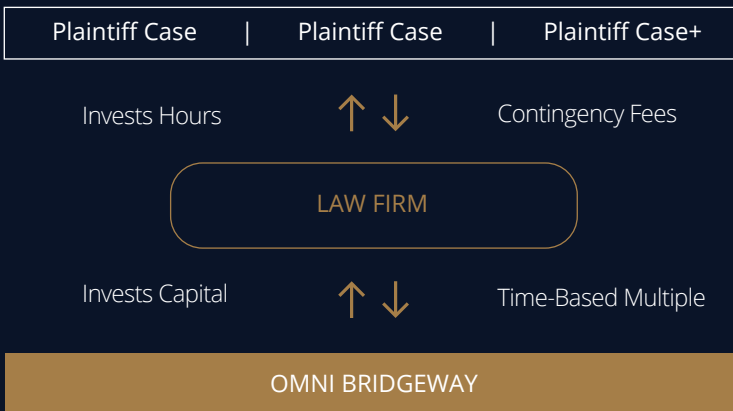 Plaintiff Case | Plaintiff Case | Plaintiff Case+
Invests Hours
Contingency Fees
LAW FIRM
Invests Capital
Time-Based Multiple
OMNI BRIDGEWAY